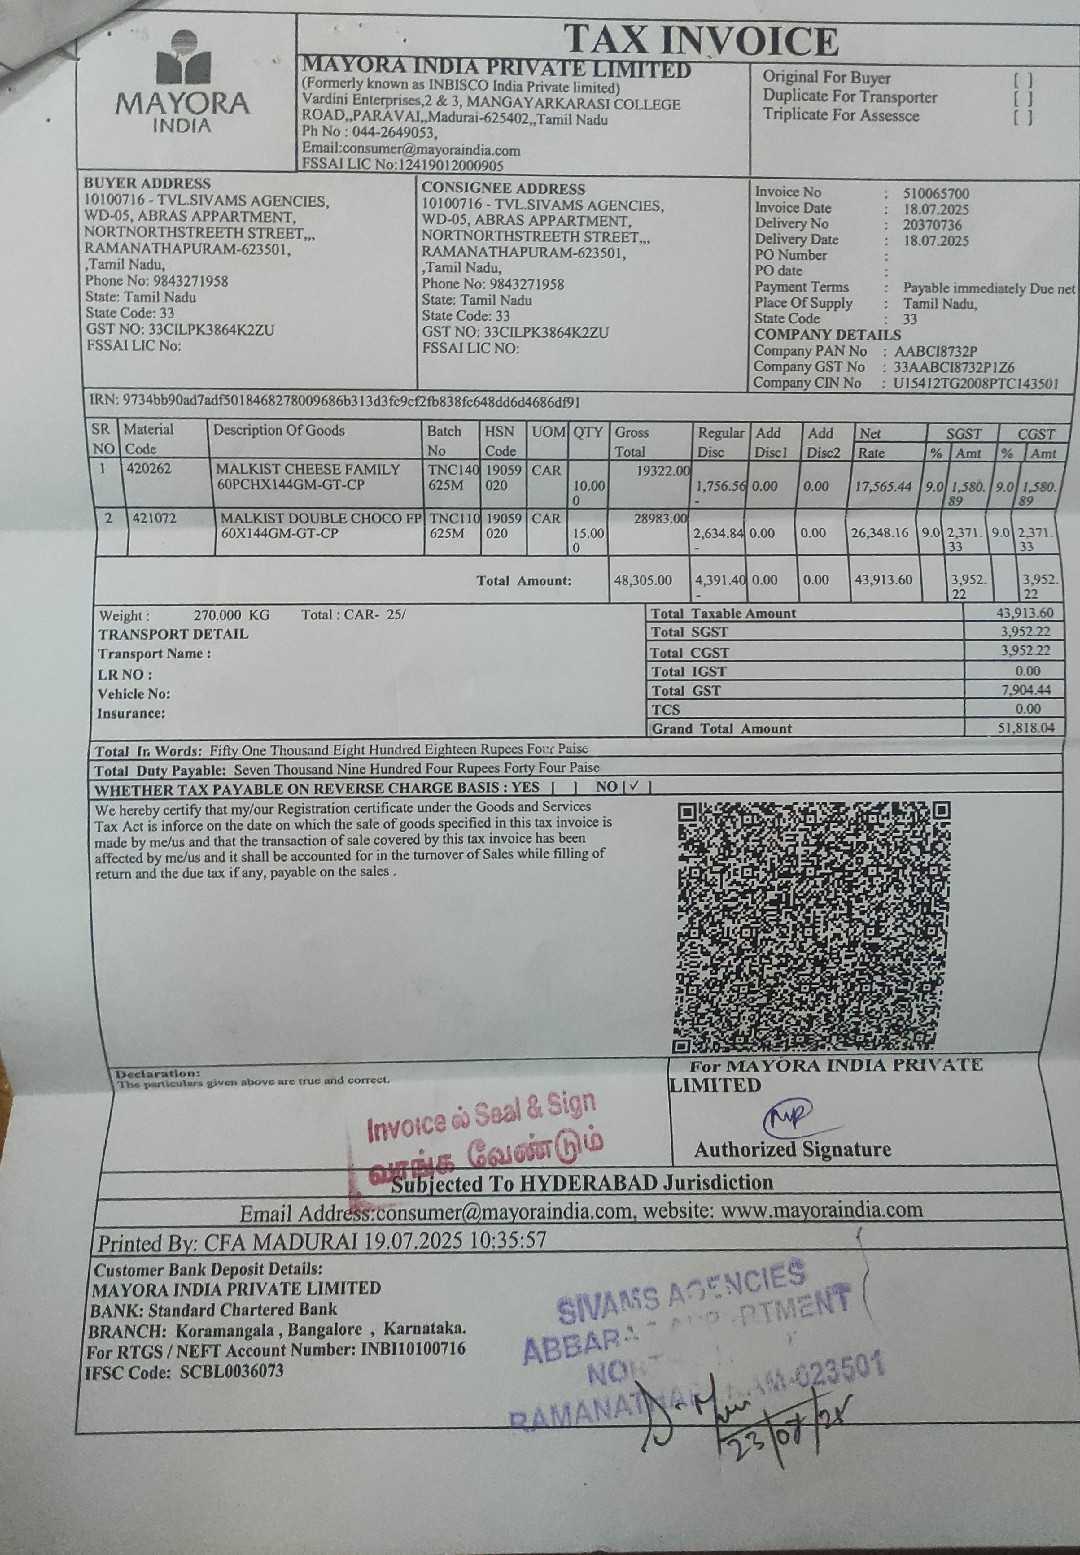 MAYORA
INDIA
TAX INVOICE
MAYORA INDIA PRIVATE LIMITED
(Formerly known as INBISCO India Private limited)
Vardini Enterprises,2 & 3, MANGAYARKARASI COLLEGE
ROAD,,PARAVAI,,Madurai-625402,,Tamil Nadu
Ph No : 044-2649053,
Email:consumer@mayoraindia.com
FSSAI LIC No:12419012000905
Original For Buyer [ ]
Duplicate For Transporter [ ]
Triplicate For Assessce [ ]
BUYER ADDRESS
10100716 - TVL.SIVAMS AGENCIES,
WD-05, ABRAS APPARTMENT,
NORTNORTHSTREETH STREET,,,
RAMANATHAPURAM-623501,
,Tamil Nadu,
Phone No: 9843271958
State: Tamil Nadu
State Code: 33
GST NO: 33CILPK3864K2ZU
FSSAI LIC No:
CONSIGNEE ADDRESS
10100716 - TVL.SIVAMS AGENCIES,
WD-05, ABRAS APPARTMENT,
NORTNORTHSTREETH STREET,,,
RAMANATHAPURAM-623501,
,Tamil Nadu,
Phone No: 9843271958
State: Tamil Nadu
State Code: 33
GST NO: 33CILPK3864K2ZU
FSSAI LIC NO:
Invoice No : 510065700
Invoice Date : 18.07.2025
Delivery No : 20370736
Delivery Date : 18.07.2025
PO Number :
PO date :
Payment Terms : Payable immediately Due net
Place Of Supply : Tamil Nadu,
State Code : 33
COMPANY DETAILS
Company PAN No : AABCI8732P
Company GST No : 33AABCI8732P1Z6
Company CIN No : U15412TG2008PTC143501
IRN: 9734bb90ad7adf5018468278009686b313d3fc9cf2fb838fc648dd6d4686df91
SR Material Description Of Goods Batch HSN UOM QTY Gross Regular Add Add Net SGST CGST
NO Code No Code Total Disc Disc1 Disc2 Rate % Amt % Amt
1 420262 MALKIST CHEESE FAMILY TNC140 19059 CAR 19322.00
60PCHX144GM-GT-CP 625M 020 10.00 1,756.56 0.00 0.00 17,565.44 9.0 1,580. 9.0 1,580.
0 - 89 89
2 421072 MALKIST DOUBLE CHOCO FP TNC110 19059 CAR 28983.00
60X144GM-GT-CP 625M 020 15.00 2,634.84 0.00 0.00 26,348.16 9.0 2,371. 9.0 2,371.
0 - 33 33
Total Amount: 48,305.00 4,391.40 0.00 0.00 43,913.60 3,952. 3,952.
- 22 22
Weight : 270.000 KG Total : CAR- 25/
TRANSPORT DETAIL
Transport Name :
LR NO :
Vehicle No:
Insurance:
Total Taxable Amount 43,913.60
Total SGST 3,952.22
Total CGST 3,952.22
Total IGST 0.00
Total GST 7,904.44
TCS 0.00
Grand Total Amount 51,818.04
Total In Words: Fifty One Thousand Eight Hundred Eighteen Rupees Four Paise
Total Duty Payable: Seven Thousand Nine Hundred Four Rupees Forty Four Paise
WHETHER TAX PAYABLE ON REVERSE CHARGE BASIS : YES [ ] NO [✓]
We hereby certify that my/our Registration certificate under the Goods and Services
Tax Act is inforce on the date on which the sale of goods specified in this tax invoice is
made by me/us and that the transaction of sale covered by this tax invoice has been
affected by me/us and it shall be accounted for in the turnover of Sales while filling of
return and the due tax if any, payable on the sales .
Declaration:
The particulars given above are true and correct.
For MAYORA INDIA PRIVATE
LIMITED
Authorized Signature
Invoice ல் Seal & Sign
வாங்க வேண்டும்
Subjected To HYDERABAD Jurisdiction
Email Address:consumer@mayoraindia.com, website: www.mayoraindia.com
Printed By: CFA MADURAI 19.07.2025 10:35:57
Customer Bank Deposit Details:
MAYORA INDIA PRIVATE LIMITED
BANK: Standard Chartered Bank
BRANCH: Koramangala , Bangalore , Karnataka.
For RTGS / NEFT Account Number: INBI10100716
IFSC Code: SCBL0036073
SIVAMS AGENCIES